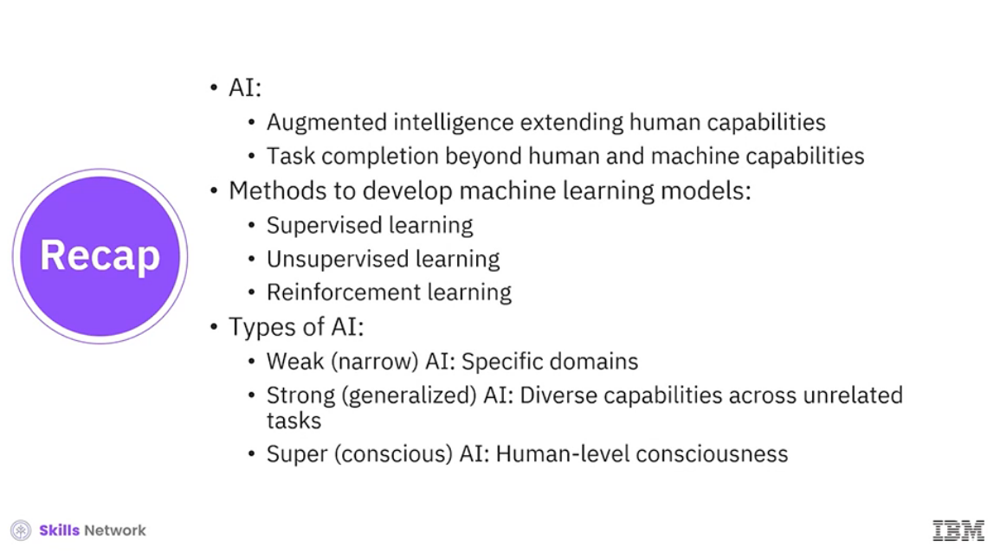 Recap
• AI:
• Augmented intelligence extending human capabilities
• Task completion beyond human and machine capabilities
• Methods to develop machine learning models:
• Supervised learning
• Unsupervised learning
• Reinforcement learning
• Types of AI:
• Weak (narrow) AI: Specific domains
• Strong (generalized) AI: Diverse capabilities across unrelated
tasks
• Super (conscious) AI: Human-level consciousness
Skills Network
IBM